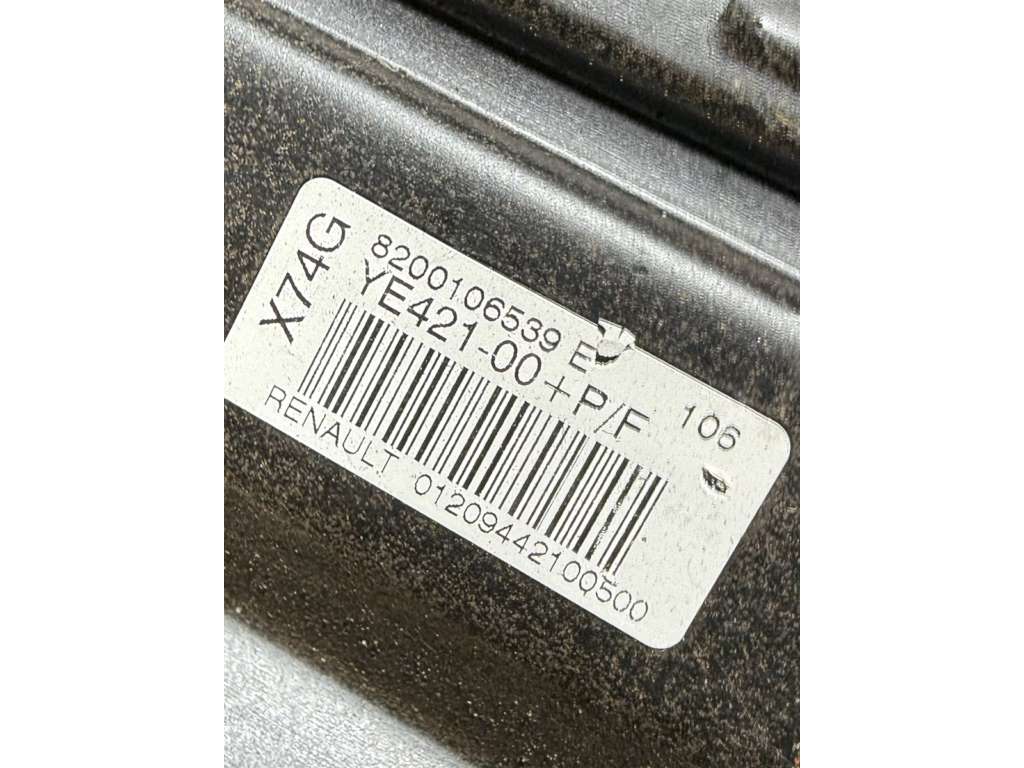 X74G
8200106539 E 106
YE421-00+P/F
RENAULT 01209442100500